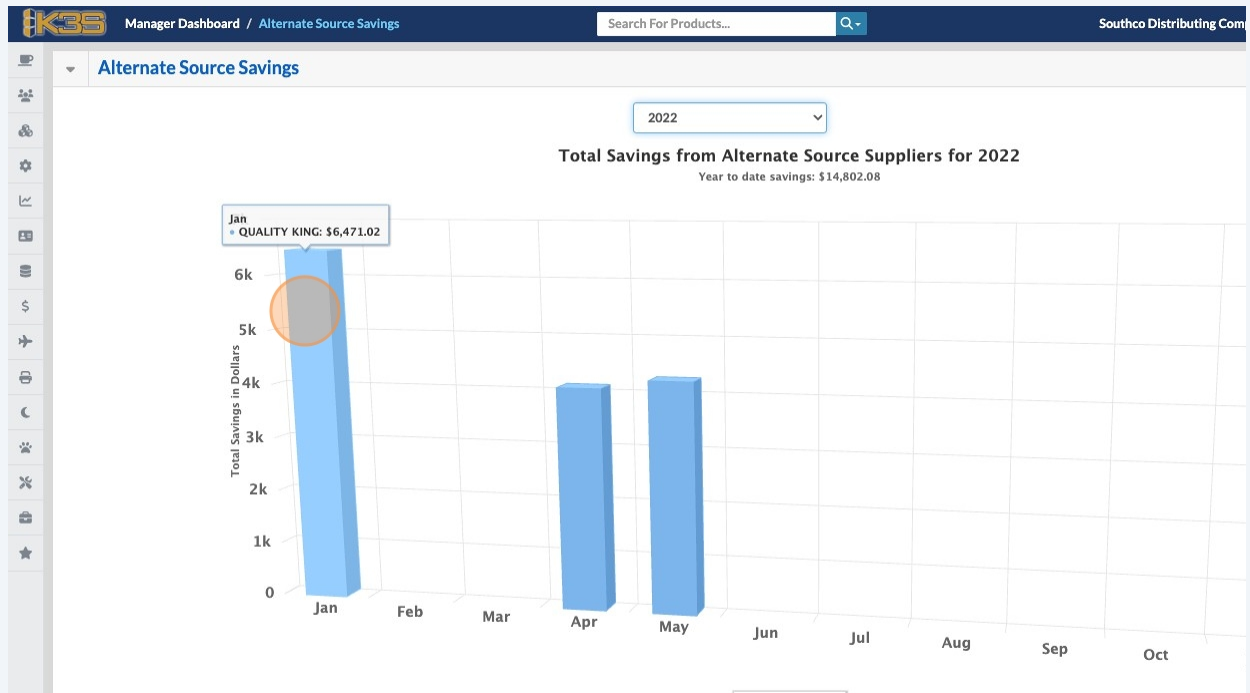 K3S Manager Dashboard / Alternate Source Savings Search For Products... Southco Distributing Com
Alternate Source Savings
2022
Total Savings from Alternate Source Suppliers for 2022
Year to date savings: $14,802.08
Jan
QUALITY KING: $6,471.02
Total Savings in Dollars
6k
5k
4k
3k
2k
1k
0
Jan Feb Mar Apr May Jun Jul Aug Sep Oct